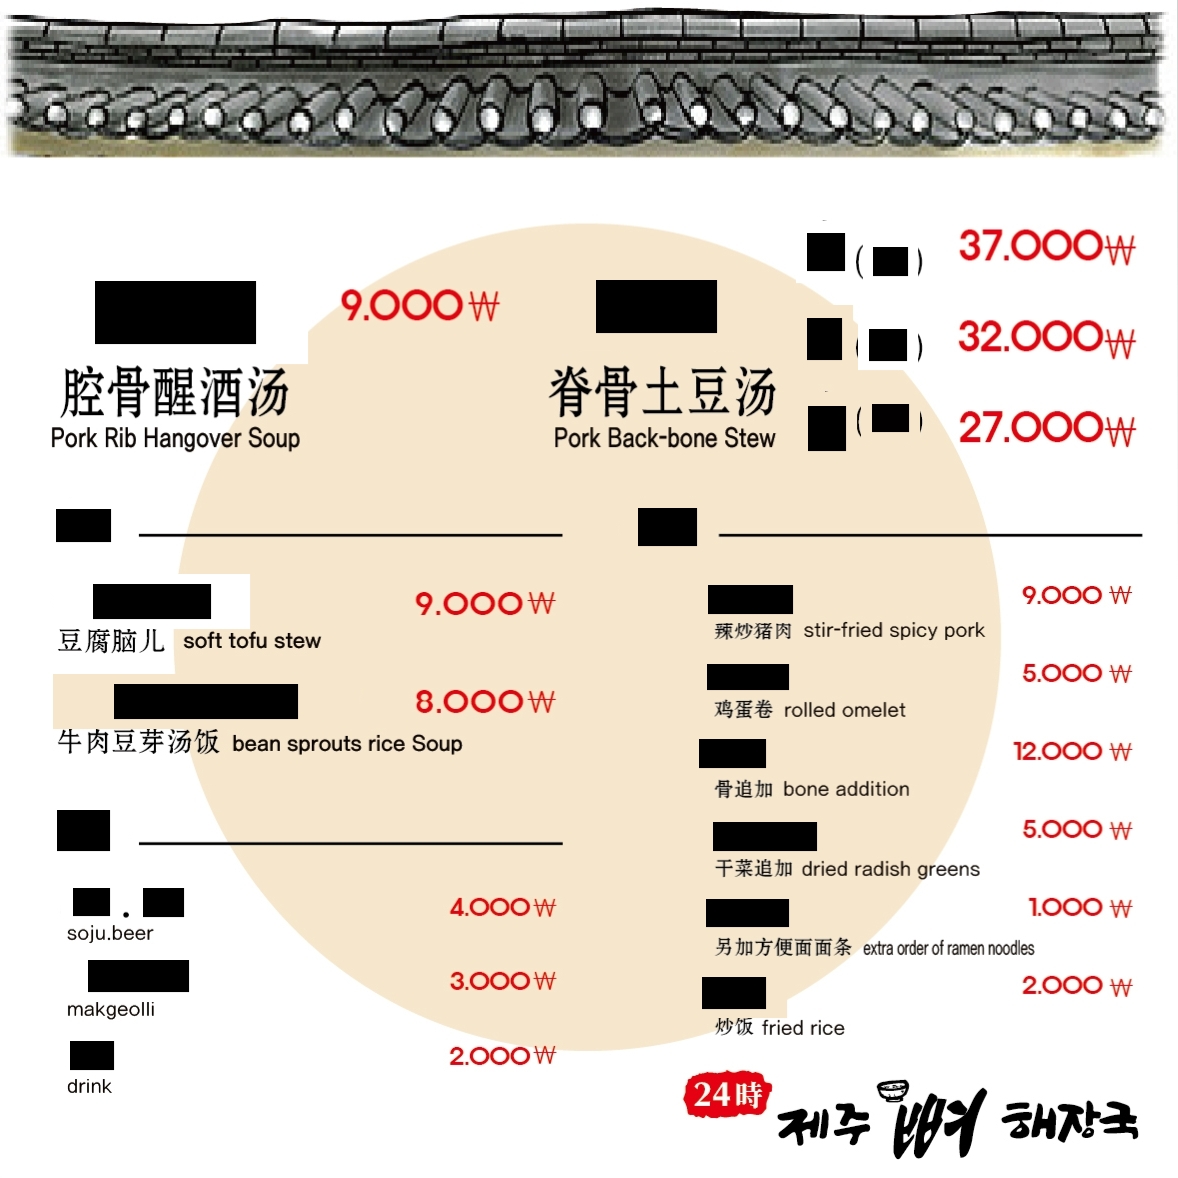 9.000₩
腔骨醒酒汤
Pork Rib Hangover Soup
脊骨土豆汤
Pork Back-bone Stew
( ) 37.000₩
( ) 32.000₩
( ) 27.000₩
9.000₩
豆腐脑儿 soft tofu stew
8.000₩
牛肉豆芽汤饭 bean sprouts rice Soup
.
4.000₩
soju.beer
3.000₩
makgeolli
2.000₩
drink
9.000 ₩
辣炒猪肉 stir-fried spicy pork
5.000 ₩
鸡蛋卷 rolled omelet
12.000 ₩
骨追加 bone addition
5.000 ₩
干菜追加 dried radish greens
1.000 ₩
另加方便面面条 extra order of ramen noodles
2.000 ₩
炒饭 fried rice
24時 제주 뼈 해장국